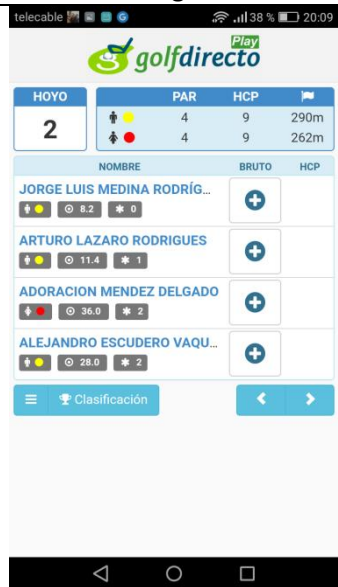 telecable 38 % 20:09
golfdirecto Play
HOYO PAR HCP
2 4 9 290m
4 9 262m
NOMBRE BRUTO HCP
JORGE LUIS MEDINA RODRÍG...
8.2 0
ARTURO LAZARO RODRIGUES
11.4 1
ADORACION MENDEZ DELGADO
36.0 2
ALEJANDRO ESCUDERO VAQU...
28.0 2
Clasificación